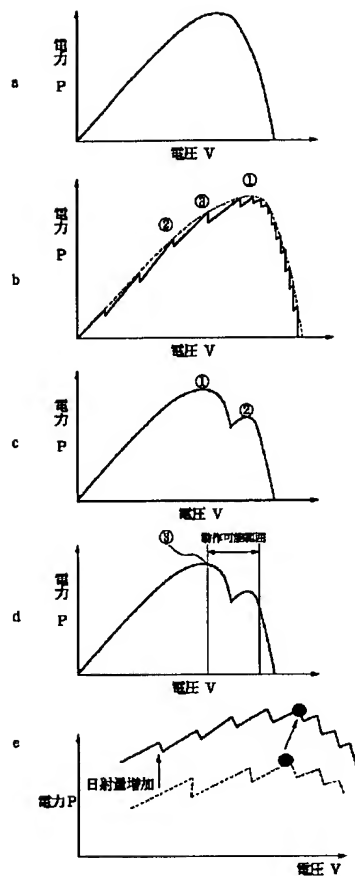 電力 P
a
電圧 V
①
②
③
電力 P
b
電圧 V
①
②
電力 P
c
電圧 V
③
動作可能範囲
電力 P
d
電圧 V
e
日射量増加
電力P
電圧 V